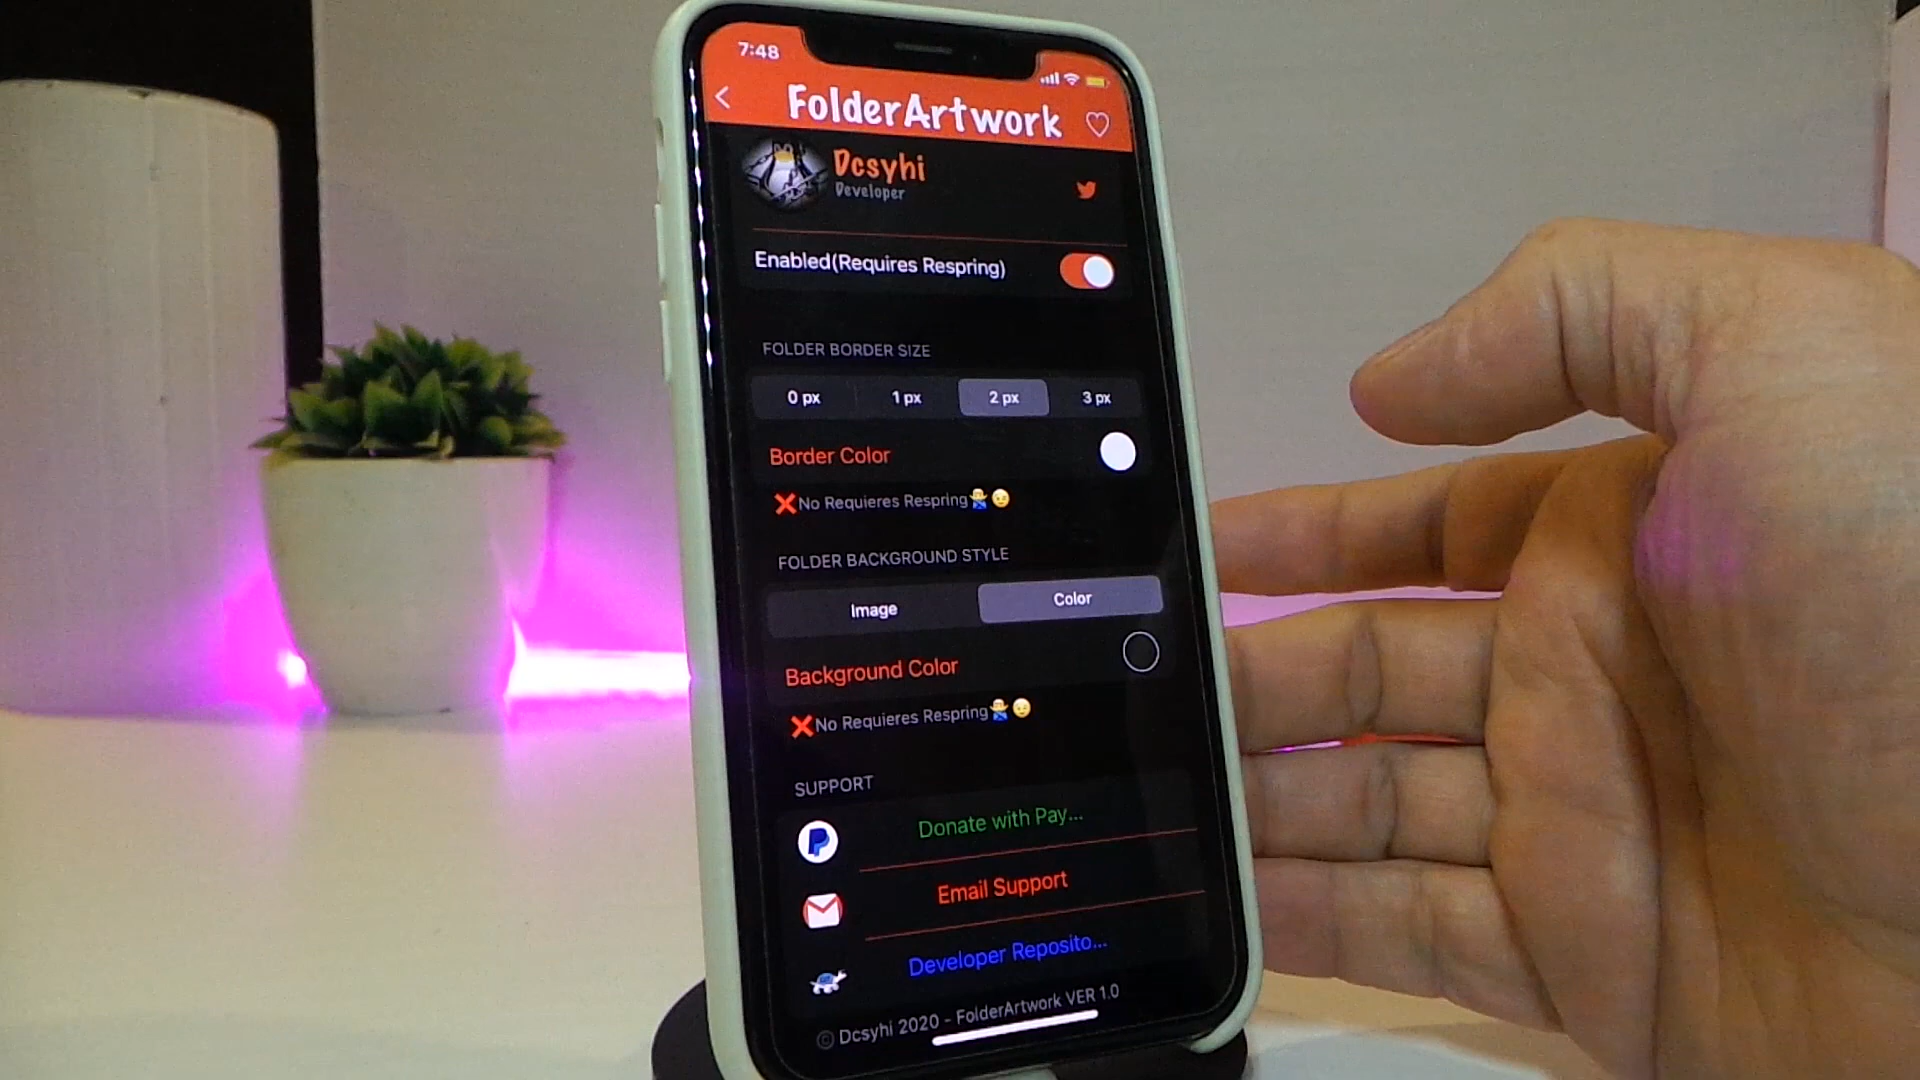 7:48
FolderArtwork
Dcsyhi
Developer
Enabled(Requires Respring)
FOLDER BORDER SIZE
0 px 1 px 2 px 3 px
Border Color
❌No Requieres Respring🤷‍♂️😉
FOLDER BACKGROUND STYLE
Image Color
Background Color
❌No Requieres Respring🤷‍♂️😉
SUPPORT
Donate with Pay...
Email Support
Developer Reposito...
© Dcsyhi 2020 - FolderArtwork VER 1.0